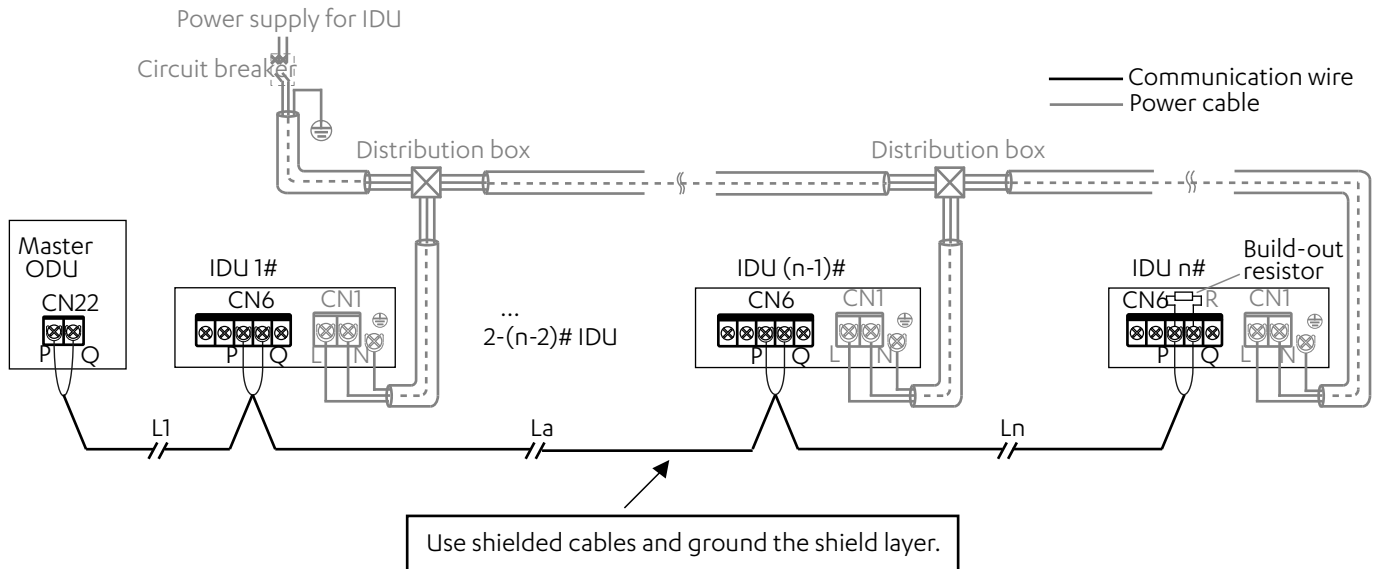 Power supply for IDU
Circuit breaker
Communication wire
Power cable
Distribution box
Distribution box
Master
ODU
CN22
P Q
IDU 1#
CN6 CN1
P Q L N
...
2-(n-2)# IDU
IDU (n-1)#
CN6 CN1
P Q L N
IDU n#
Build-out
resistor
CN6 R CN1
P Q L N
L1
La
Ln
Use shielded cables and ground the shield layer.